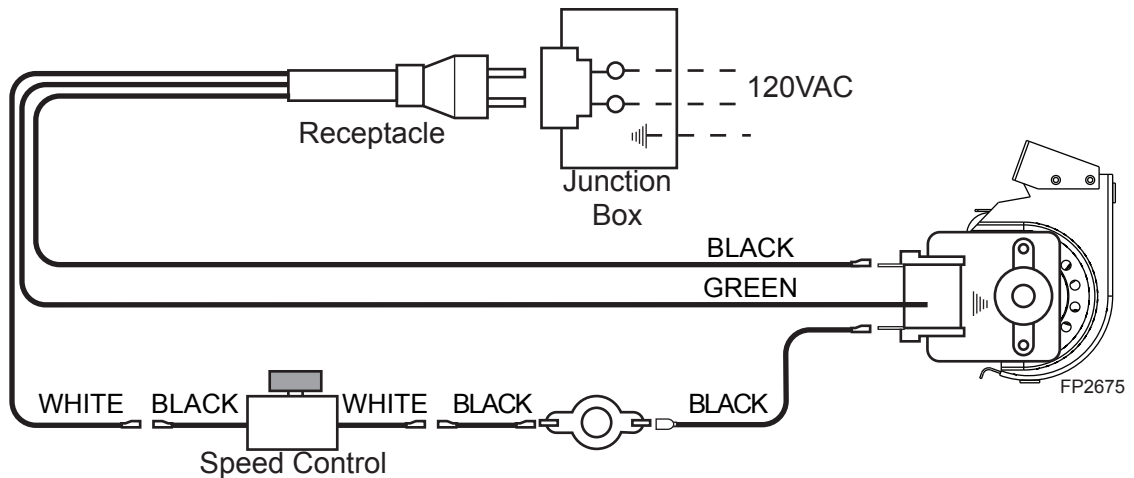 120VAC
Receptacle
Junction
Box
BLACK
GREEN
FP2675
WHITE
BLACK
WHITE
BLACK
BLACK
Speed Control